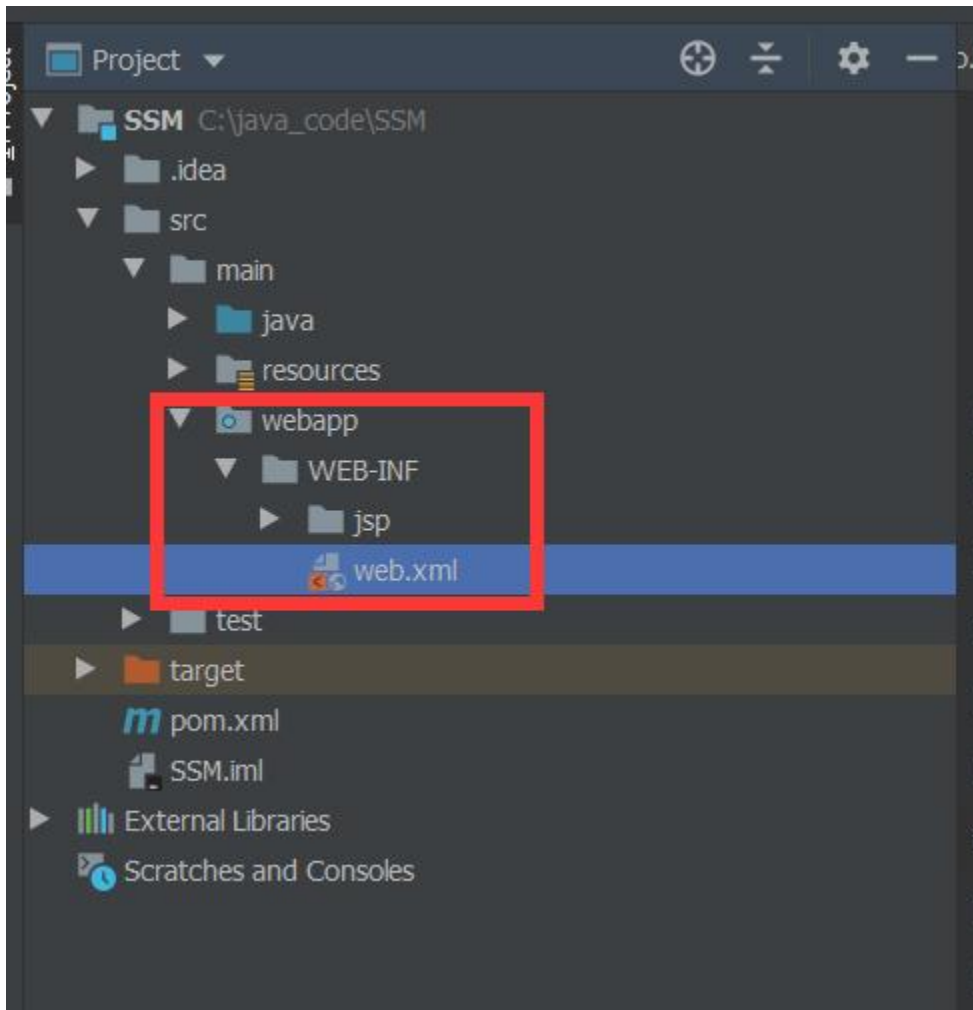 Project
SSM C:\java_code\SSM
.idea
src
main
java
resources
webapp
WEB-INF
jsp
web.xml
test
target
pom.xml
SSM.iml
External Libraries
Scratches and Consoles